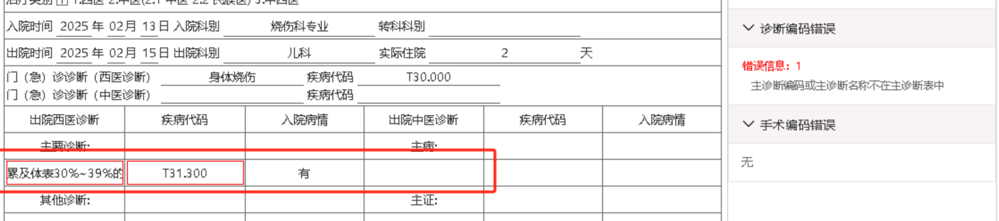 治疗类别 1 1.西医 2.中医(2.1 中医 2.2 民族医) 3.中西医
入院时间 2025 年 02月 13日 入院科别 烧伤科专业 转科科别
出院时间 2025 年 02月 15日 出院科别 儿科 实际住院 2 天
门（急）诊诊断（西医诊断） 身体烧伤 疾病代码 T30.000
门（急）诊诊断（中医诊断） 疾病代码
出院西医诊断 疾病代码 入院病情 出院中医诊断 疾病代码 入院病情
主要诊断: 主病:
累及体表30%~39%的 T31.300 有
其他诊断: 主证:
诊断编码错误
错误信息：1
主诊断编码或主诊断名称不在主诊断表中
手术编码错误
无